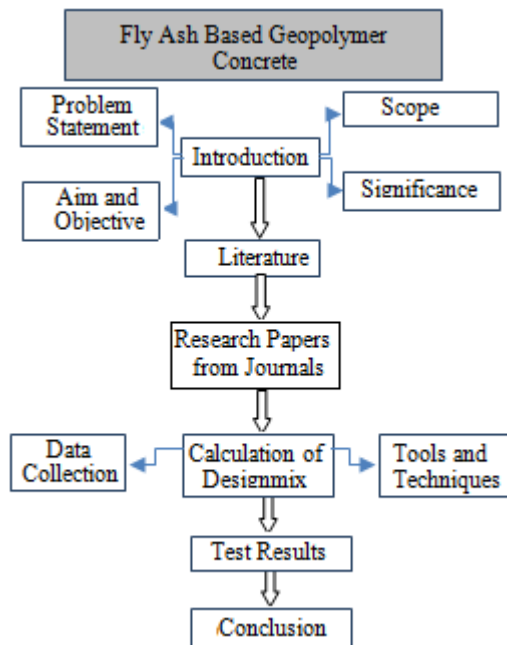 Fly Ash Based Geopolymer
Concrete
Problem
Statement
Scope
Introduction
Aim and
Objective
Significance
Literature
Research Papers
from Journals
Data
Collection
Calculation of
Designmix
Tools and
Techniques
Test Results
Conclusion